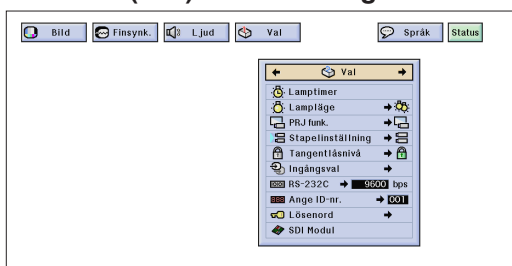 Bild Finsynk. Ljud Val Språk Status
Val
Lamptimer
Lampläge
PRJ funk.
Stapelinställning
Tangentlåsnivå
Ingångsval
RS-232C 9600 bps
Ange ID-nr. 001
Lösenord
SDI Modul